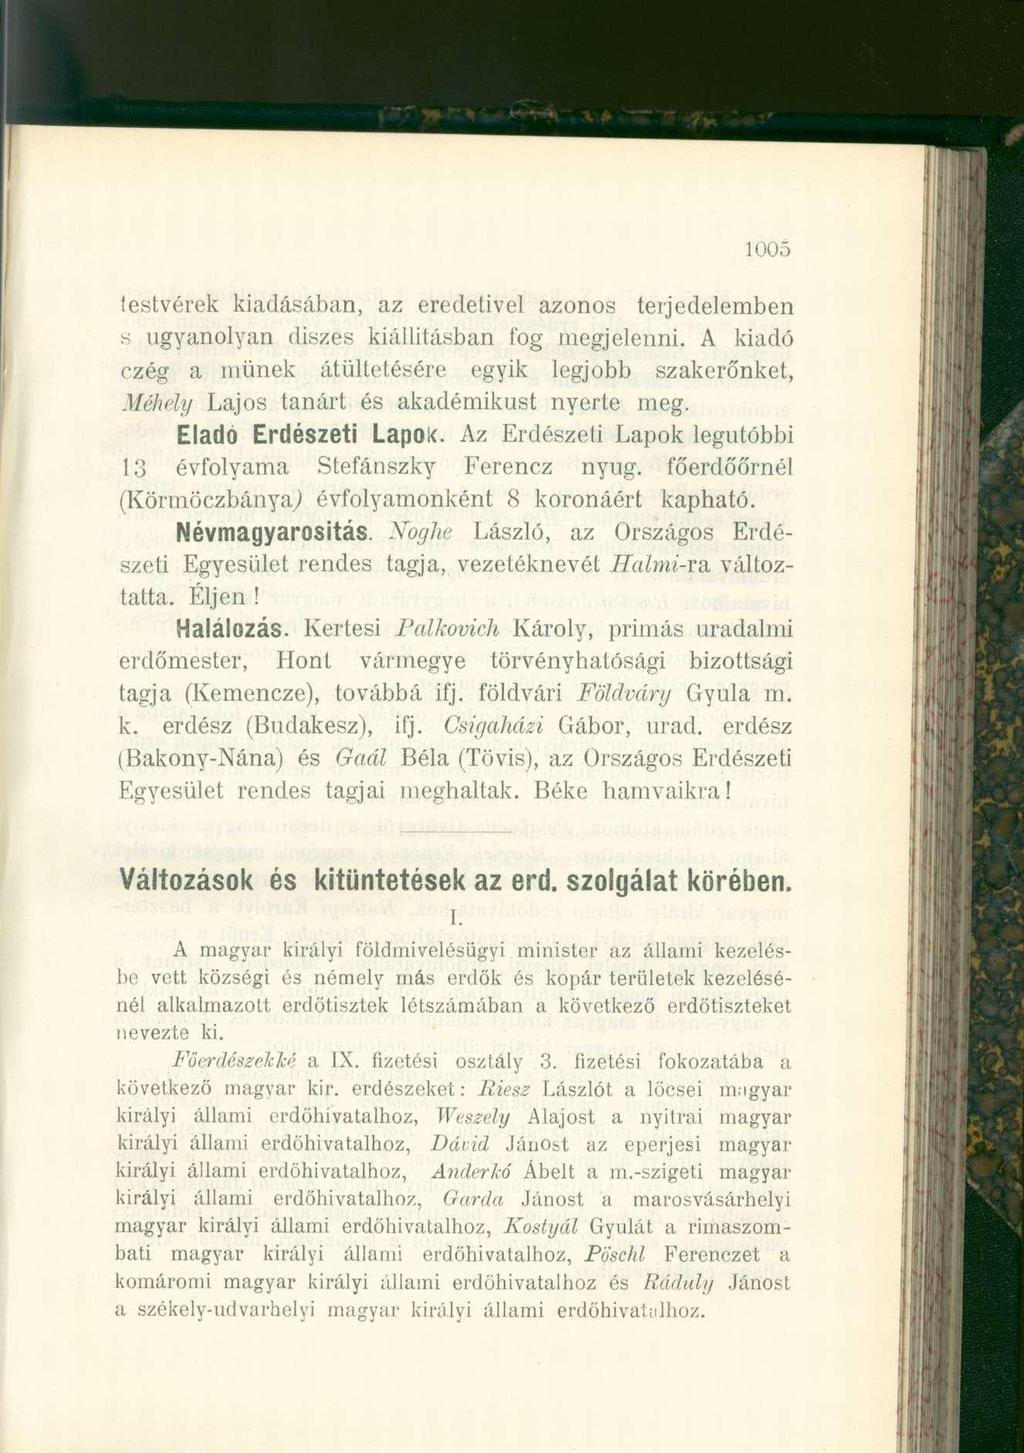 1005
testvérek kiadásában, az eredetivel azonos terjedelemben
s ugyanolyan diszes kiállitásban fog megjelenni. A kiadó
czég a münek átültetésére egyik legjobb szakerőnket,
Méhely Lajos tanárt és akadémikust nyerte meg.
Eladó Erdészeti Lapok. Az Erdészeti Lapok legutóbbi
13 évfolyama Stefánszky Ferencz nyug. főerdőőrnél
(Körmöczbánya) évfolyamonként 8 koronáért kapható.
Névmagyarositás. Noghe László, az Országos Erdé-
szeti Egyesület rendes tagja, vezetéknevét Halmi-ra változ-
tatta. Éljen!
Halálozás. Kertesi Palkovich Károly, primás uradalmi
erdőmester, Hont vármegye törvényhatósági bizottsági
tagja (Kemencze), továbbá ifj. földvári Földváry Gyula m.
k. erdész (Budakesz), ifj. Csigaházi Gábor, urad. erdész
(Bakony-Nána) és Gaál Béla (Tövis), az Országos Erdészeti
Egyesület rendes tagjai meghaltak. Béke hamvaikra!
Változások és kitüntetések az erd. szolgálat körében.
I.
A magyar királyi földmivelésügyi minister az állami kezelés-
be vett községi és némely más erdők és kopár területek kezelésé-
nél alkalmazott erdőtisztek létszámában a következő erdőtiszteket
nevezte ki.
Főerdészekké a IX. fizetési osztály 3. fizetési fokozatába a
következő magyar kir. erdészeket: Riesz Lászlót a lőcsei magyar
királyi állami erdőhivatalhoz, Weszely Alajost a nyitrai magyar
királyi állami erdőhivatalhoz, Dávid Jánost az eperjesi magyar
királyi állami erdőhivatalhoz, Anderkó Ábelt a m.-szigeti magyar
királyi állami erdőhivatalhoz, Garda Jánost a marosvásárhelyi
magyar királyi állami erdőhivatalhoz, Kostyál Gyulát a rimaszom-
bati magyar királyi állami erdőhivatalhoz, Pöschl Ferenczet a
komáromi magyar királyi állami erdőhivatalhoz és Ráduly Jánost
a székely-udvarhelyi magyar királyi állami erdőhivatalhoz.